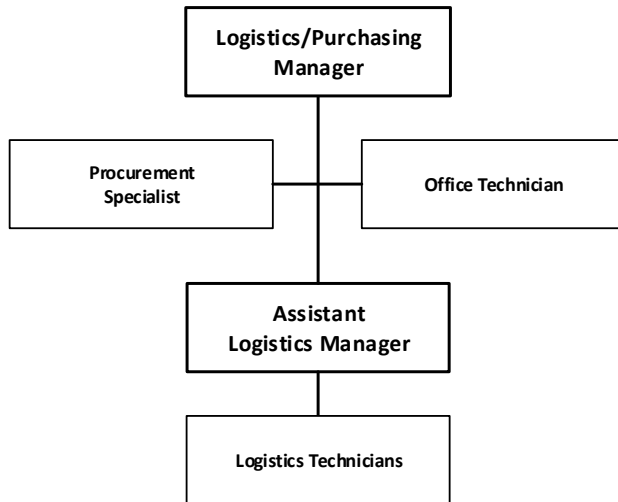 Logistics/Purchasing
Manager
Procurement
Specialist
Office Technician
Assistant
Logistics Manager
Logistics Technicians